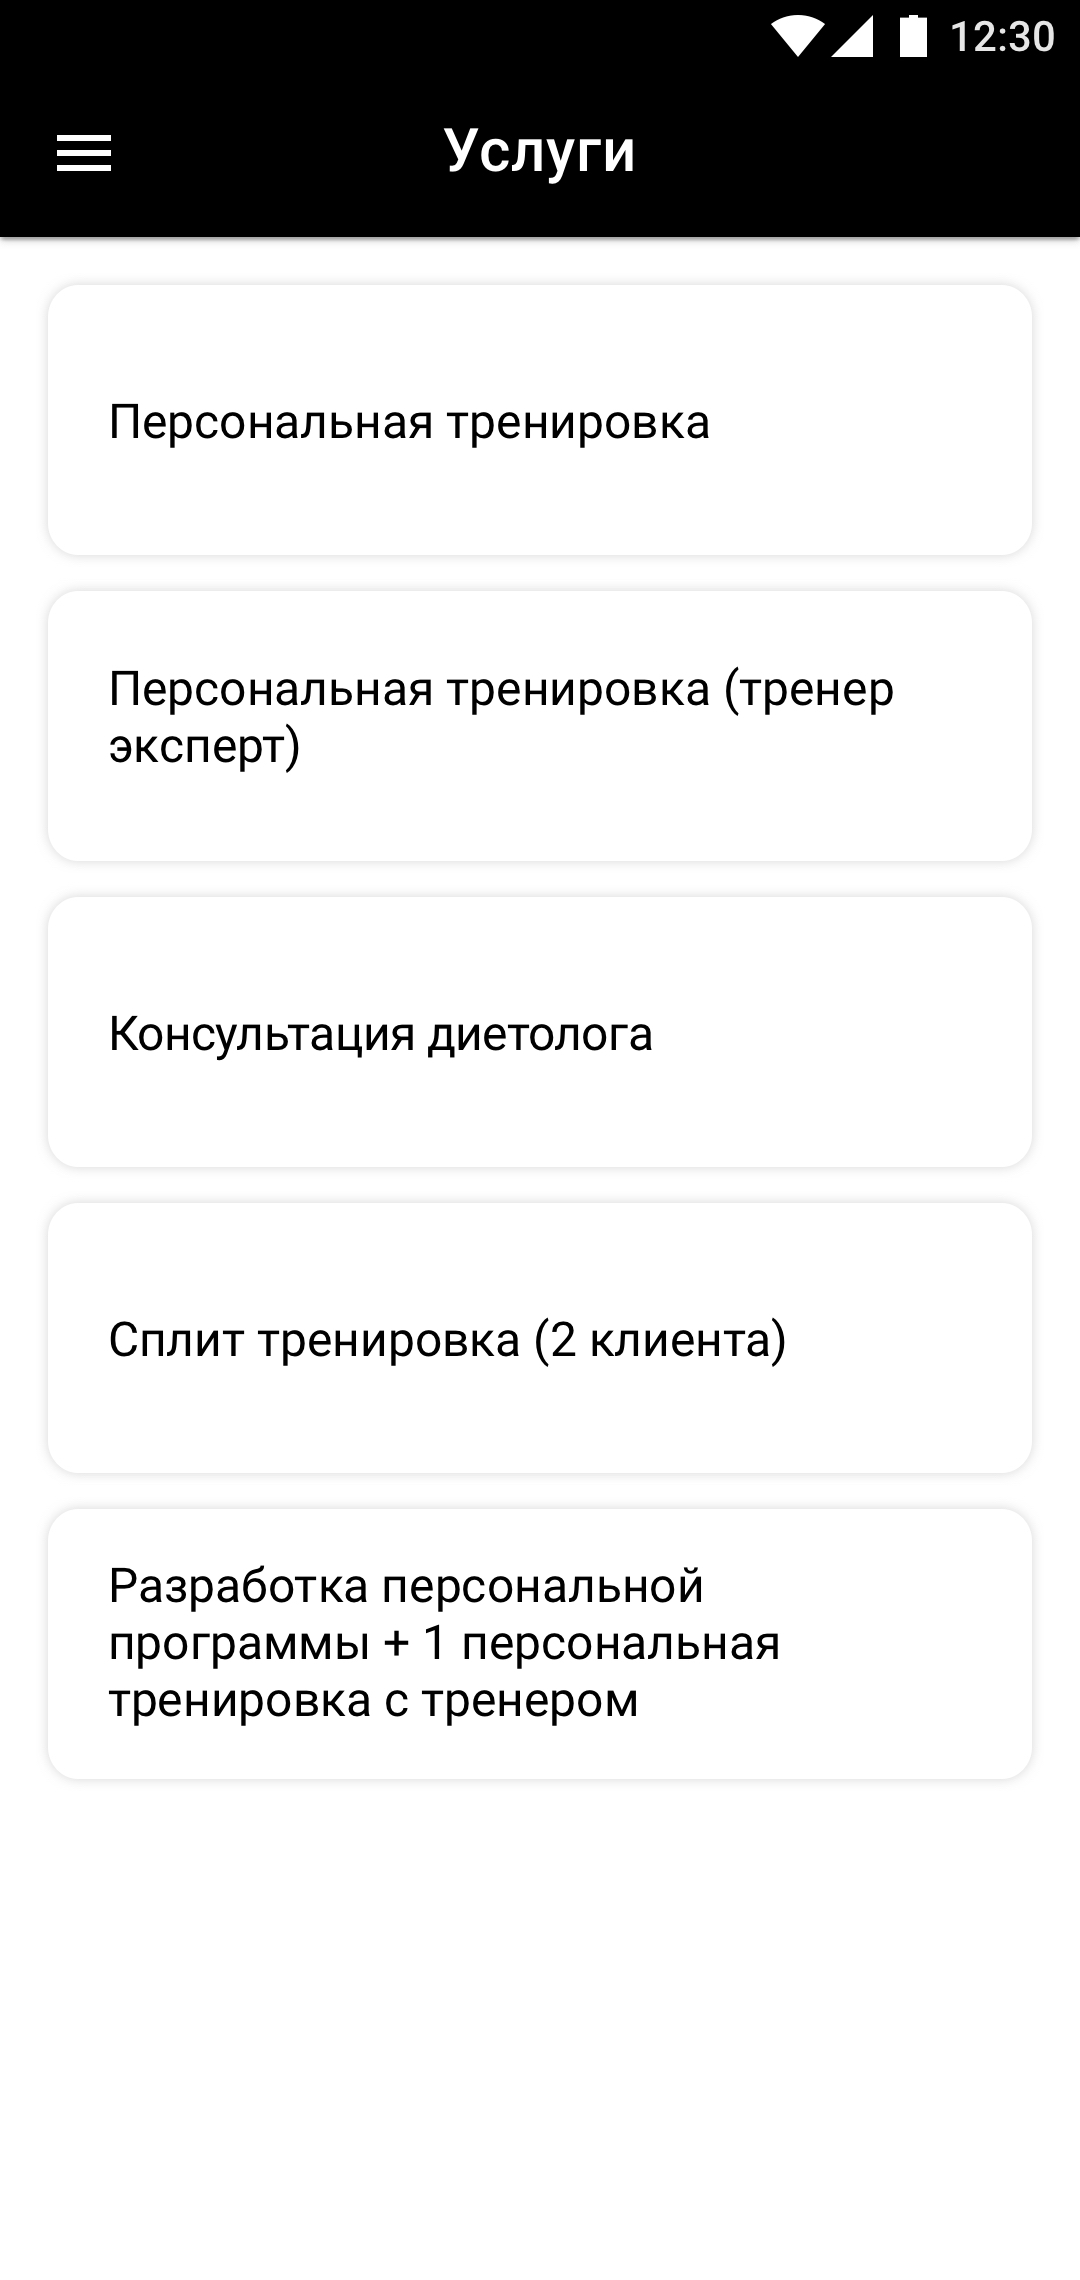 12:30
Услуги
Персональная тренировка
Персональная тренировка (тренер
эксперт)
Консультация диетолога
Сплит тренировка (2 клиента)
Разработка персональной
программы + 1 персональная
тренировка с тренером